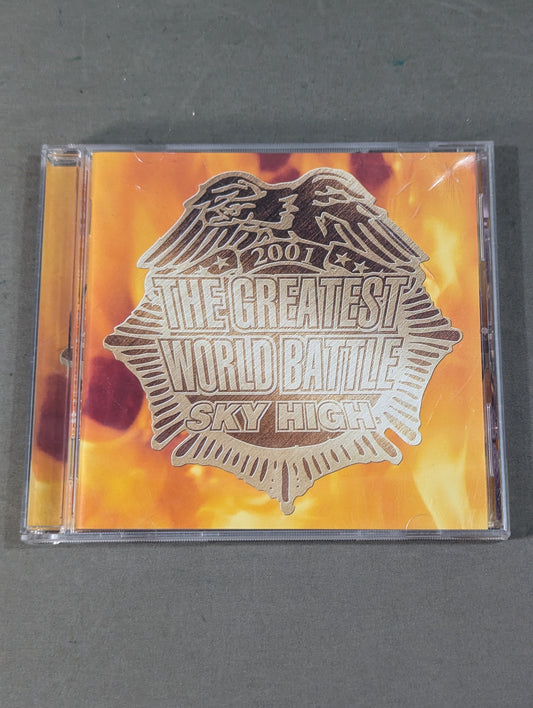 2001
THE GREATEST
WORLD BATTLE
SKY HIGH